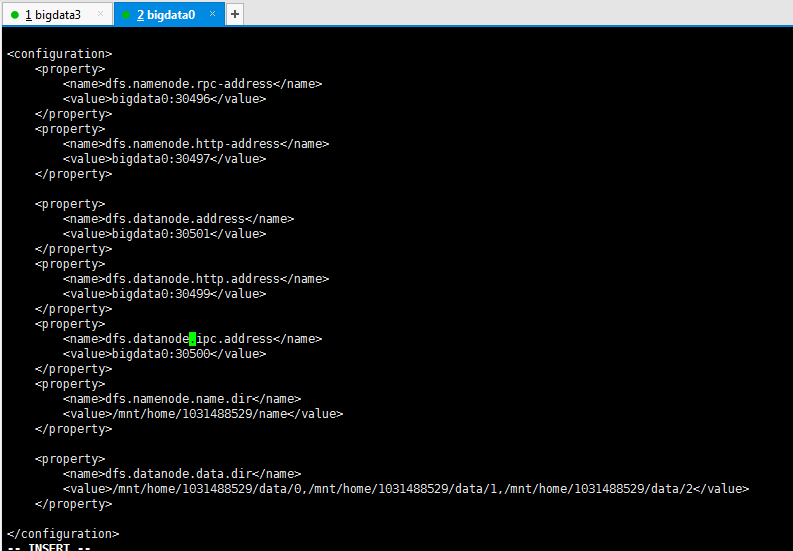 1 bigdata3 × 2 bigdata0 × +
<configuration>
    <property>
        <name>dfs.namenode.rpc-address</name>
        <value>bigdata0:30496</value>
    </property>
    <property>
        <name>dfs.namenode.http-address</name>
        <value>bigdata0:30497</value>
    </property>
    <property>
        <name>dfs.datanode.address</name>
        <value>bigdata0:30501</value>
    </property>
    <property>
        <name>dfs.datanode.http.address</name>
        <value>bigdata0:30499</value>
    </property>
    <property>
        <name>dfs.datanode.ipc.address</name>
        <value>bigdata0:30500</value>
    </property>
    <property>
        <name>dfs.namenode.name.dir</name>
        <value>/mnt/home/1031488529/name</value>
    </property>
    <property>
        <name>dfs.datanode.data.dir</name>
        <value>/mnt/home/1031488529/data/0,/mnt/home/1031488529/data/1,/mnt/home/1031488529/data/2</value>
    </property>
</configuration>
-- INSERT --